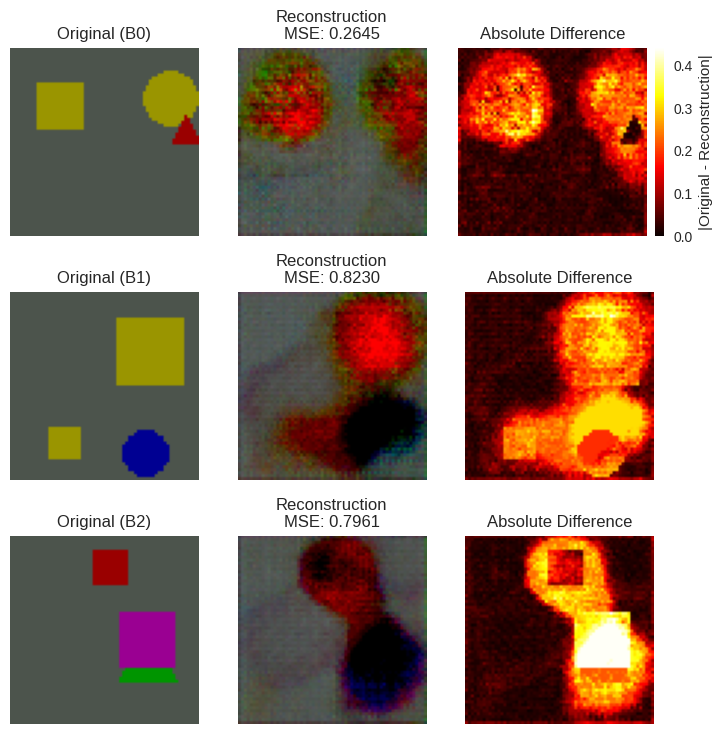 Original (B0)
Reconstruction
MSE: 0.2645
Absolute Difference
0.4
0.3
0.2
0.1
0.0
|Original - Reconstruction|
Original (B1)
Reconstruction
MSE: 0.8230
Absolute Difference
Original (B2)
Reconstruction
MSE: 0.7961
Absolute Difference